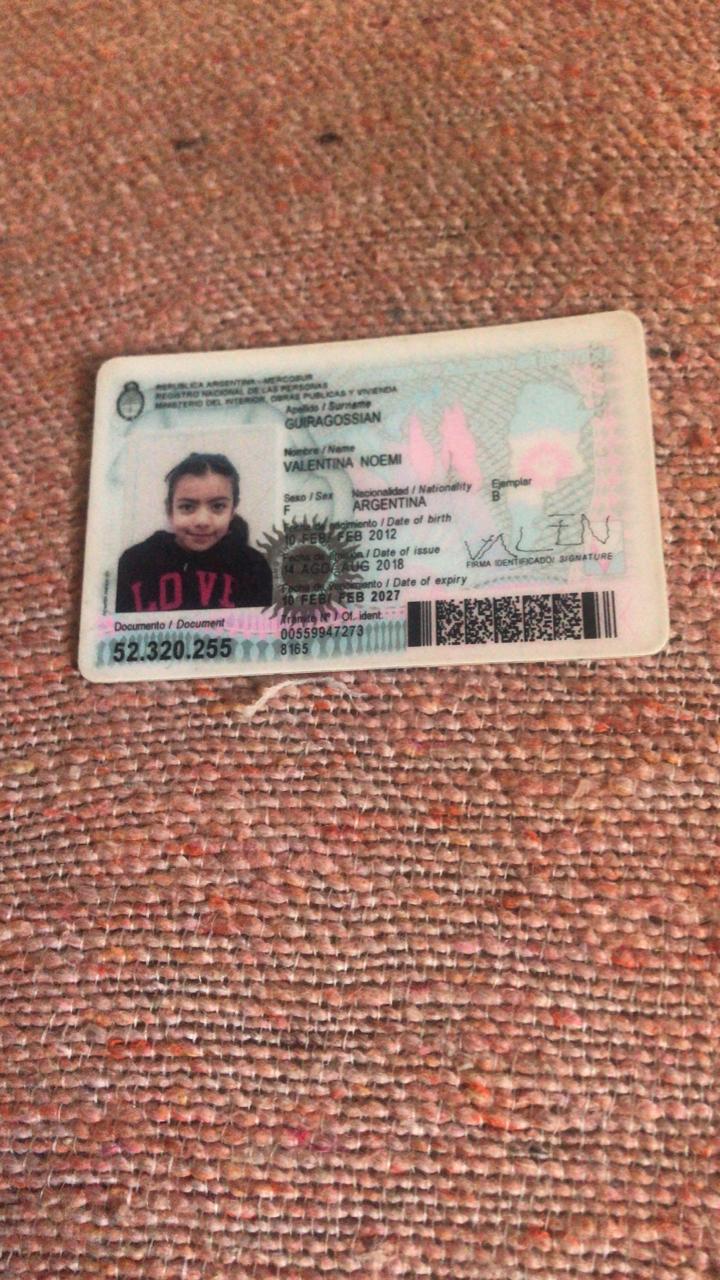 REPUBLICA ARGENTINA - MERCOSUR
REGISTRO NACIONAL DE LAS PERSONAS
MINISTERIO DEL INTERIOR, OBRAS PUBLICAS Y VIVIENDA
Apellido / Surname
GUIRAGOSSIAN
Nombre / Name
VALENTINA NOEMI
Sexo / Sex Nacionalidad / Nationality Ejemplar
F ARGENTINA B
Fecha de nacimiento / Date of birth
10 FEB/ FEB 2012
Fecha de emisión / Date of issue
14 AGO/ AUG 2018
Fecha de vencimiento / Date of expiry
10 FEB/ FEB 2027
VALEN
FIRMA IDENTIFICADO/ SIGNATURE
LOVE
Documento / Document
52.320.255
Trámite Nº / Of. ident.
00559947273
8165